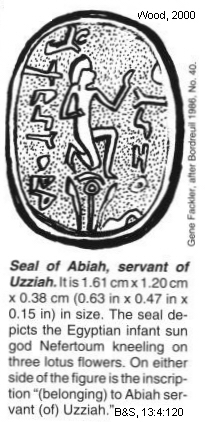 Wood, 2000
Gene Fackler, after Bordreuil 1986, No. 40.
Seal of Abiah, servant of
Uzziah. It is 1.61 cm x 1.20 cm
x 0.38 cm (0.63 in x 0.47 in x
0.15 in) in size. The seal de-
picts the Egyptian infant sun
god Nefertoum kneeling on
three lotus flowers. On either
side of the figure is the inscrip-
tion "(belonging) to Abiah ser-
vant (of) Uzziah." B&S, 13:4:120